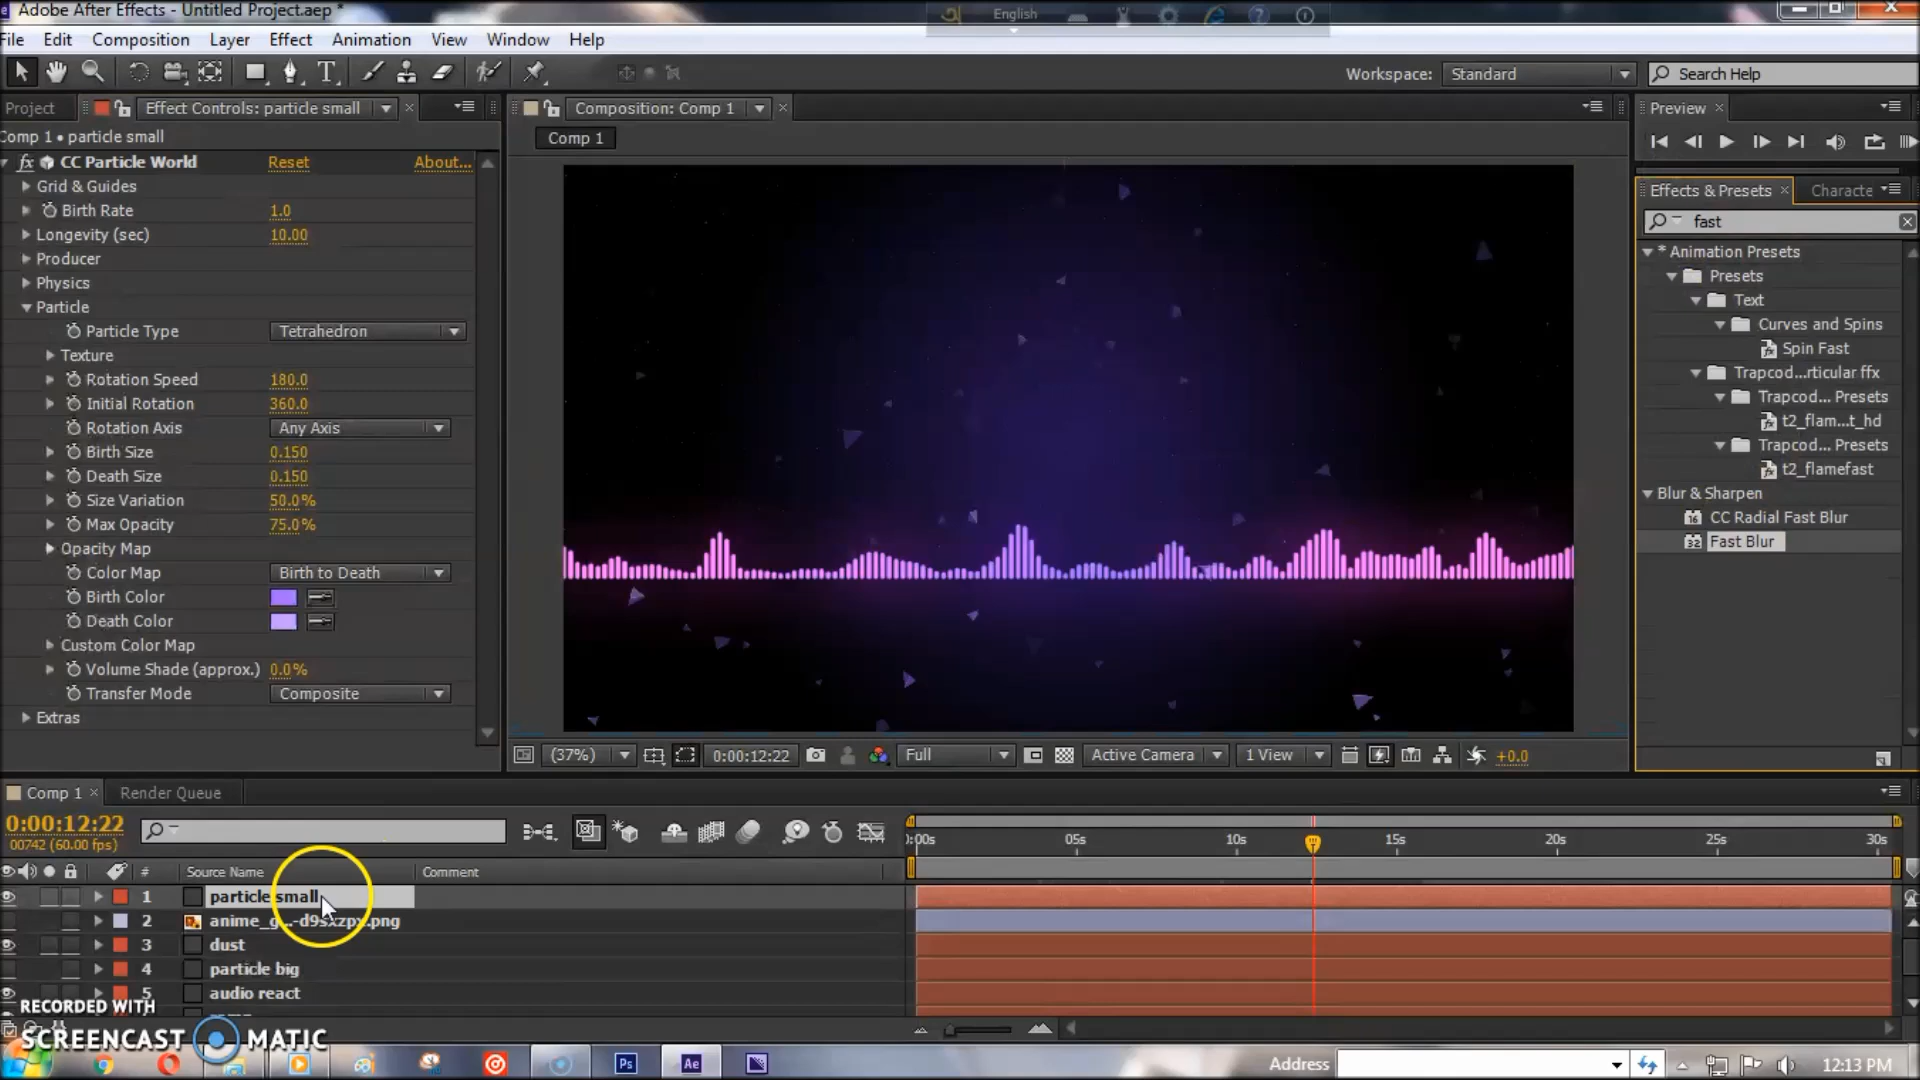 Adobe After Effects - Untitled Project.aep *
English
File Edit Composition Layer Effect Animation View Window Help
Workspace: Standard
Search Help
Project
Effect Controls: particle small
Comp 1 • particle small
fx CC Particle World Reset About...
Grid & Guides
Birth Rate 1.0
Longevity (sec) 10.00
Producer
Physics
Particle
Particle Type Tetrahedron
Texture
Rotation Speed 180.0
Initial Rotation 360.0
Rotation Axis Any Axis
Birth Size 0.150
Death Size 0.150
Size Variation 50.0%
Max Opacity 75.0%
Opacity Map
Color Map Birth to Death
Birth Color
Death Color
Custom Color Map
Volume Shade (approx.) 0.0%
Transfer Mode Composite
Extras
Composition: Comp 1
Comp 1
(37%) 0:00:12:22 Full Active Camera 1 View +0.0
Preview
Effects & Presets Characte
fast
* Animation Presets
Presets
Text
Curves and Spins
Spin Fast
Trapcod...rticular ffx
Trapcod... Presets
t2_flam...t_hd
Trapcod... Presets
t2_flamefast
Blur & Sharpen
16 CC Radial Fast Blur
32 Fast Blur
Comp 1 Render Queue
0:00:12:22
00742 (60.00 fps)
):00s 05s 10s 15s 20s 25s 30s
# Source Name Comment
1 particle small
2 anime_g...-d9sxzpx.png
3 dust
4 particle big
5 audio react
RECORDED WITH
SCREENCAST MATIC
Ps Ae
Address
12:13 PM